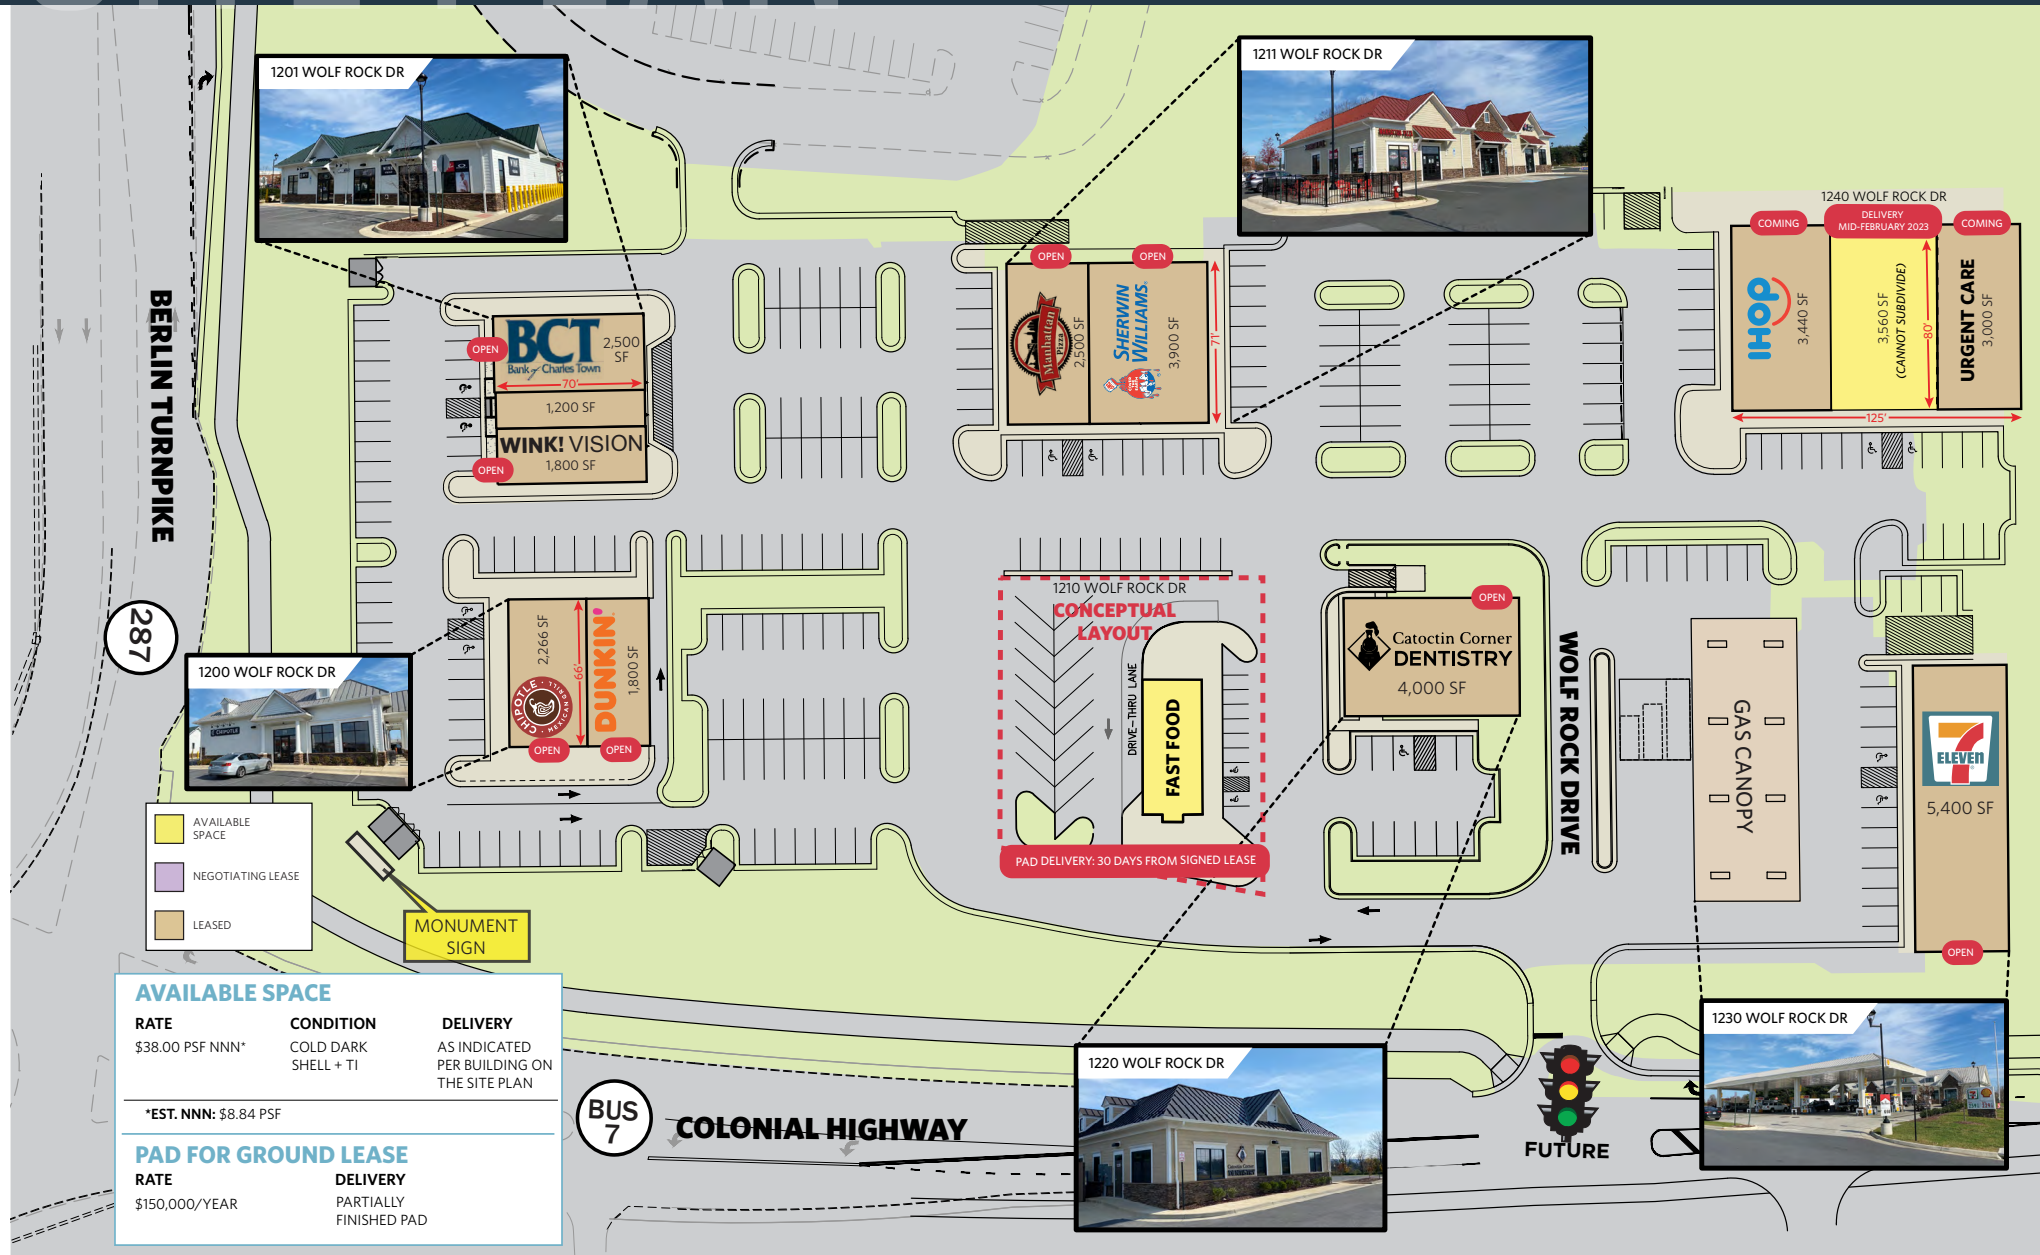 SITE PLAN
1201 WOLF ROCK DR
1211 WOLF ROCK DR
1240 WOLF ROCK DR
COMING
DELIVERY
MID-FEBRUARY 2023
COMING
IHOP
3,440 SF
3,560 SF
(CANNOT SUBDIVIDE)
80'
URGENT CARE
3,000 SF
125'
OPEN
OPEN
Manhattan
Pizza
2,500 SF
SHERWIN
WILLIAMS.
3,900 SF
71'
BERLIN TURNPIKE
OPEN
BCT
Bank of Charles Town
2,500
SF
70'
1,200 SF
WINK! VISION
1,800 SF
OPEN
287
1200 WOLF ROCK DR
2,266 SF
66'
CHIPOTLE
MEXICAN GRILL
DUNKIN'
1,800 SF
OPEN
OPEN
1210 WOLF ROCK DR
CONCEPTUAL
LAYOUT
DRIVE-THRU LANE
FAST FOOD
PAD DELIVERY: 30 DAYS FROM SIGNED LEASE
OPEN
Catoctin Corner
DENTISTRY
4,000 SF
WOLF ROCK DRIVE
GAS CANOPY
7
ELEVEN
5,400 SF
OPEN
AVAILABLE
SPACE
NEGOTIATING LEASE
LEASED
MONUMENT
SIGN
AVAILABLE SPACE
RATE CONDITION DELIVERY
$38.00 PSF NNN* COLD DARK AS INDICATED
SHELL + TI PER BUILDING ON
THE SITE PLAN
*EST. NNN: $8.84 PSF
PAD FOR GROUND LEASE
RATE DELIVERY
$150,000/YEAR PARTIALLY
FINISHED PAD
BUS
7
COLONIAL HIGHWAY
1220 WOLF ROCK DR
Catoctin Corner
DENTISTRY
FUTURE
1230 WOLF ROCK DR